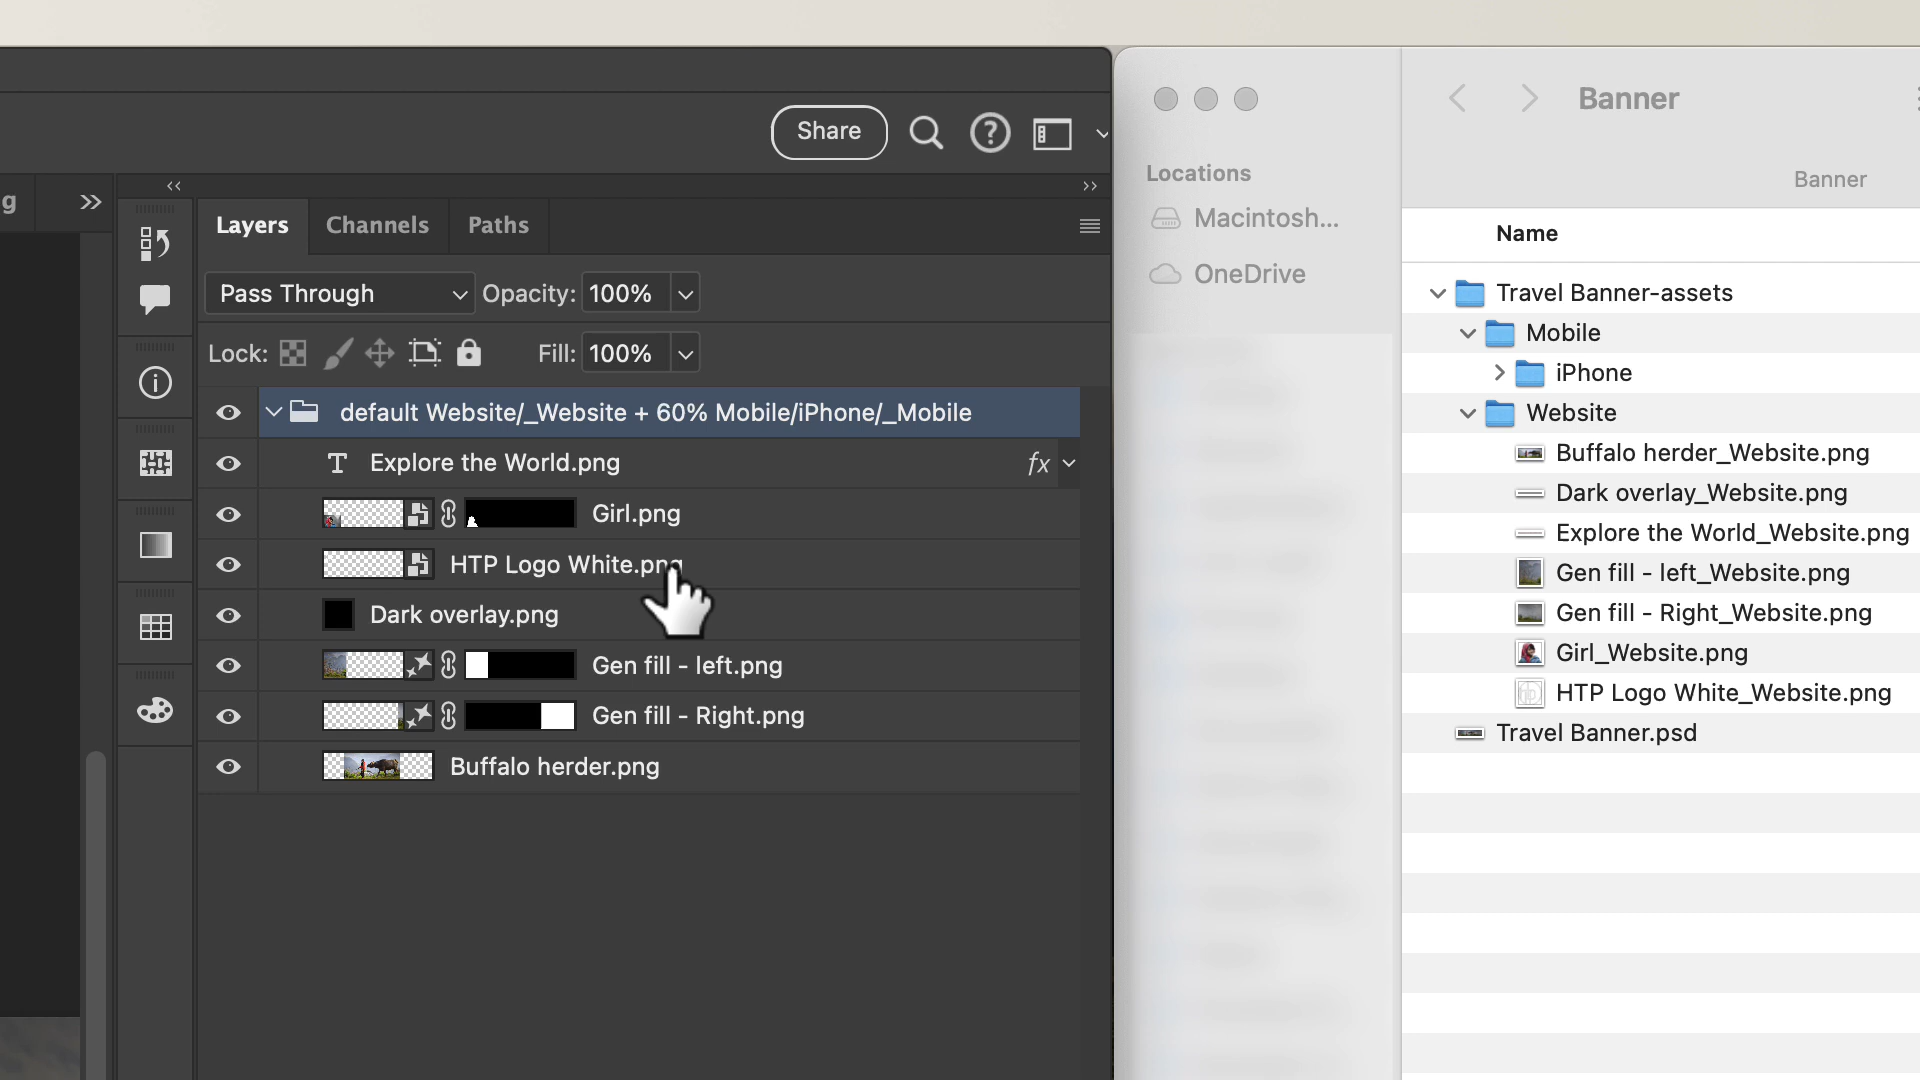 Share
g
Layers
Channels
Paths
Pass Through
Opacity: 100%
Lock:
Fill: 100%
default Website/_Website + 60% Mobile/iPhone/_Mobile
T Explore the World.png
fx
Girl.png
HTP Logo White.png
Dark overlay.png
Gen fill - left.png
Gen fill - Right.png
Buffalo herder.png
Locations
Macintosh...
OneDrive
Banner
Banner
Name
Travel Banner-assets
Mobile
iPhone
Website
Buffalo herder_Website.png
Dark overlay_Website.png
Explore the World_Website.png
Gen fill - left_Website.png
Gen fill - Right_Website.png
Girl_Website.png
HTP Logo White_Website.png
Travel Banner.psd